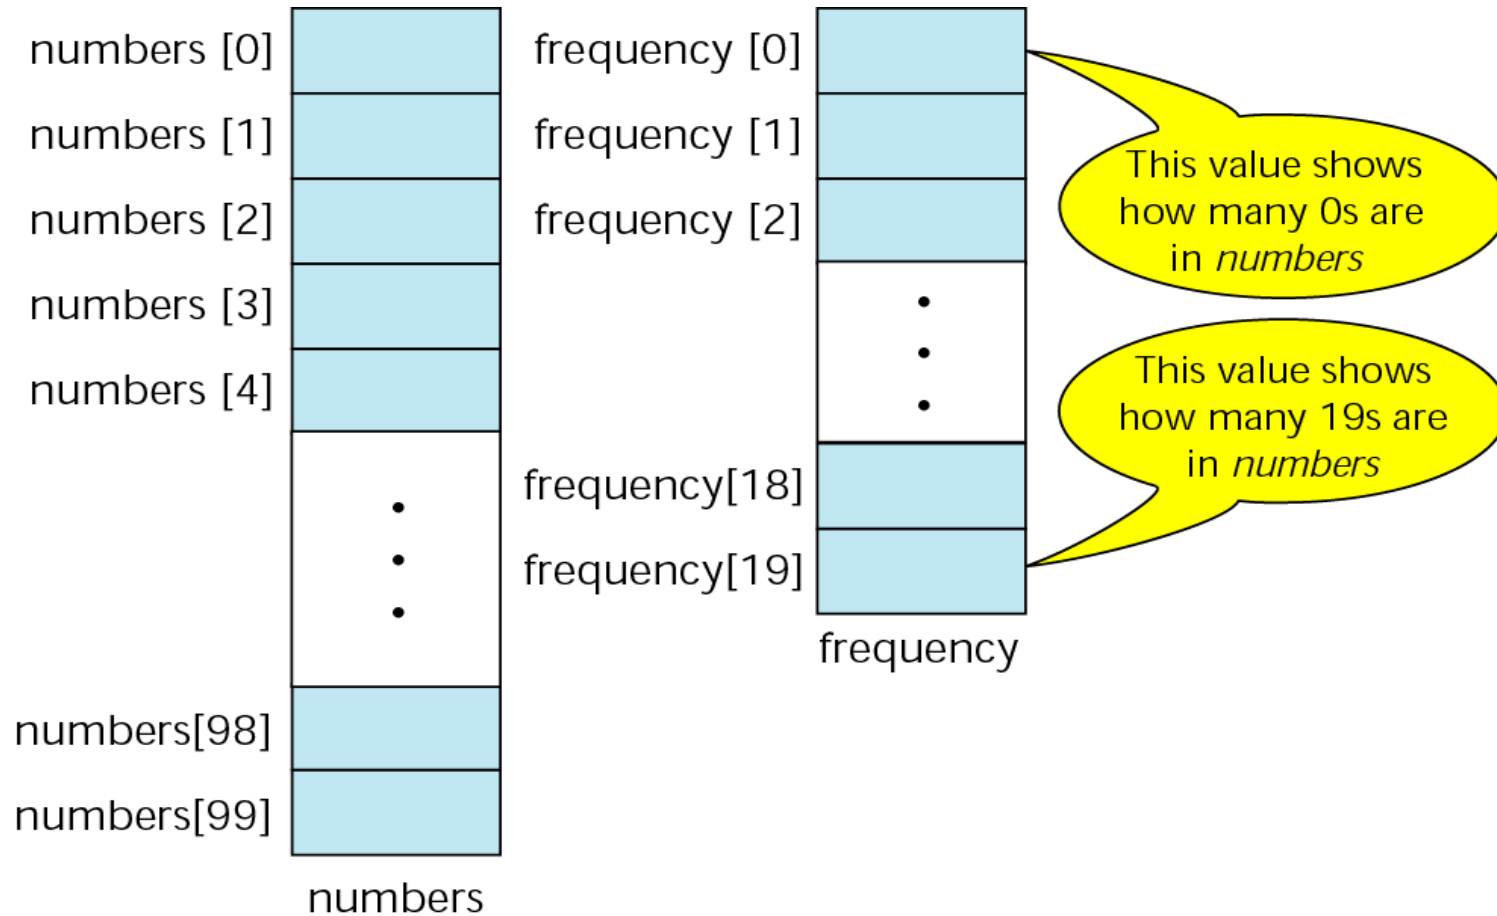 numbers [0]
numbers [1]
numbers [2]
numbers [3]
numbers [4]
numbers[98]
numbers[99]
numbers
frequency [0]
frequency [1]
frequency [2]
frequency[18]
frequency[19]
frequency
This value shows
how many 0s are
in numbers
This value shows
how many 19s are
in numbers